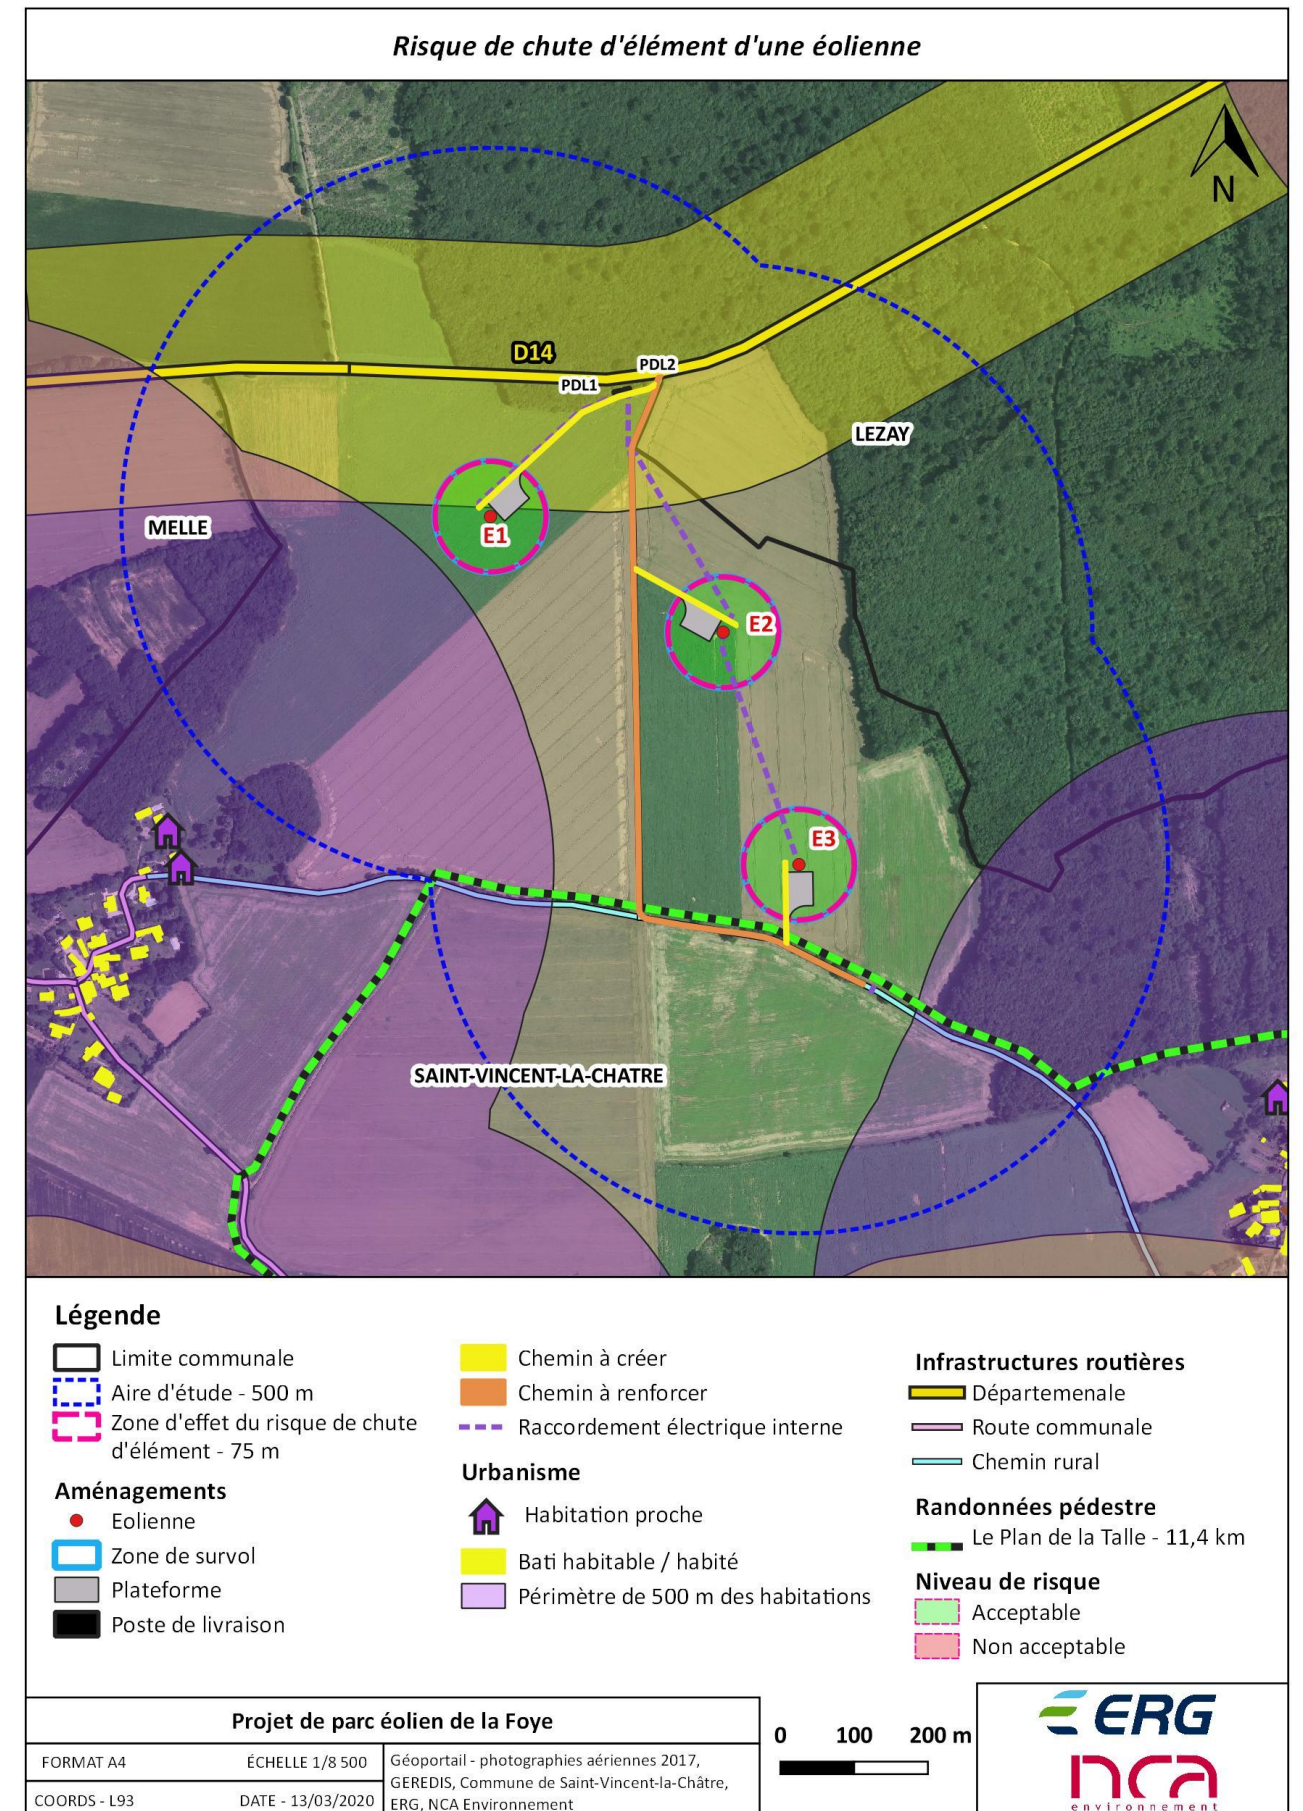 Risque de chute d'élément d'une éolienne
N
D14
PDL2
PDL1
LEZAY
MELLE
E1
E2
E3
SAINT-VINCENT-LA-CHATRE
Légende
Limite communale
Aire d'étude - 500 m
Zone d'effet du risque de chute
d'élément - 75 m
Aménagements
Eolienne
Zone de survol
Plateforme
Poste de livraison
Chemin à créer
Chemin à renforcer
Raccordement électrique interne
Urbanisme
Habitation proche
Bati habitable / habité
Périmètre de 500 m des habitations
Infrastructures routières
Départemenale
Route communale
Chemin rural
Randonnées pédestre
Le Plan de la Talle - 11,4 km
Niveau de risque
Acceptable
Non acceptable
Projet de parc éolien de la Foye
FORMAT A4
ÉCHELLE 1/8 500
COORDS - L93
DATE - 13/03/2020
Géoportail - photographies aériennes 2017,
GEREDIS, Commune de Saint-Vincent-la-Châtre,
ERG, NCA Environnement
0 100 200 m
ERG
nca
environnement